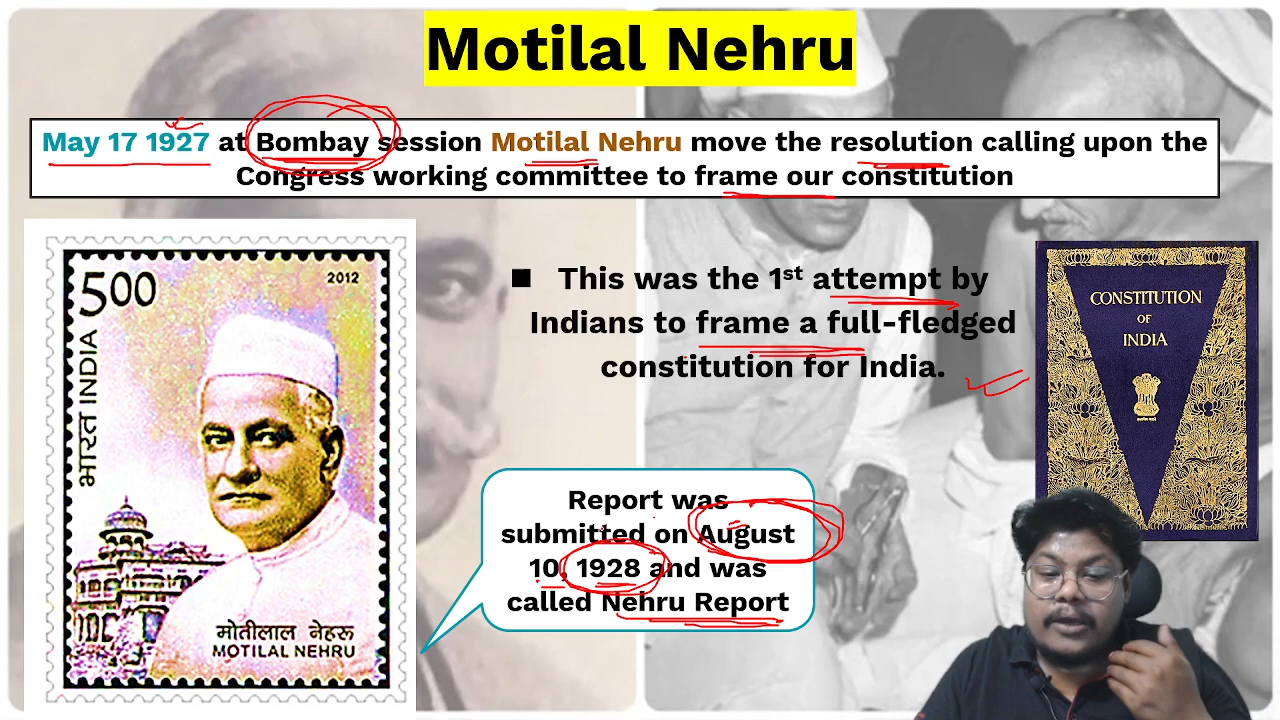 Motilal Nehru
May 17 1927 at Bombay session Motilal Nehru move the resolution calling upon the
Congress working committee to frame our constitution
500
2012
भारत INDIA
मोतीलाल नेहरू
MOTILAL NEHRU
■ This was the 1st attempt by
Indians to frame a full-fledged
constitution for India.
CONSTITUTION
OF
INDIA
Report was
submitted on August
10, 1928 and was
called Nehru Report